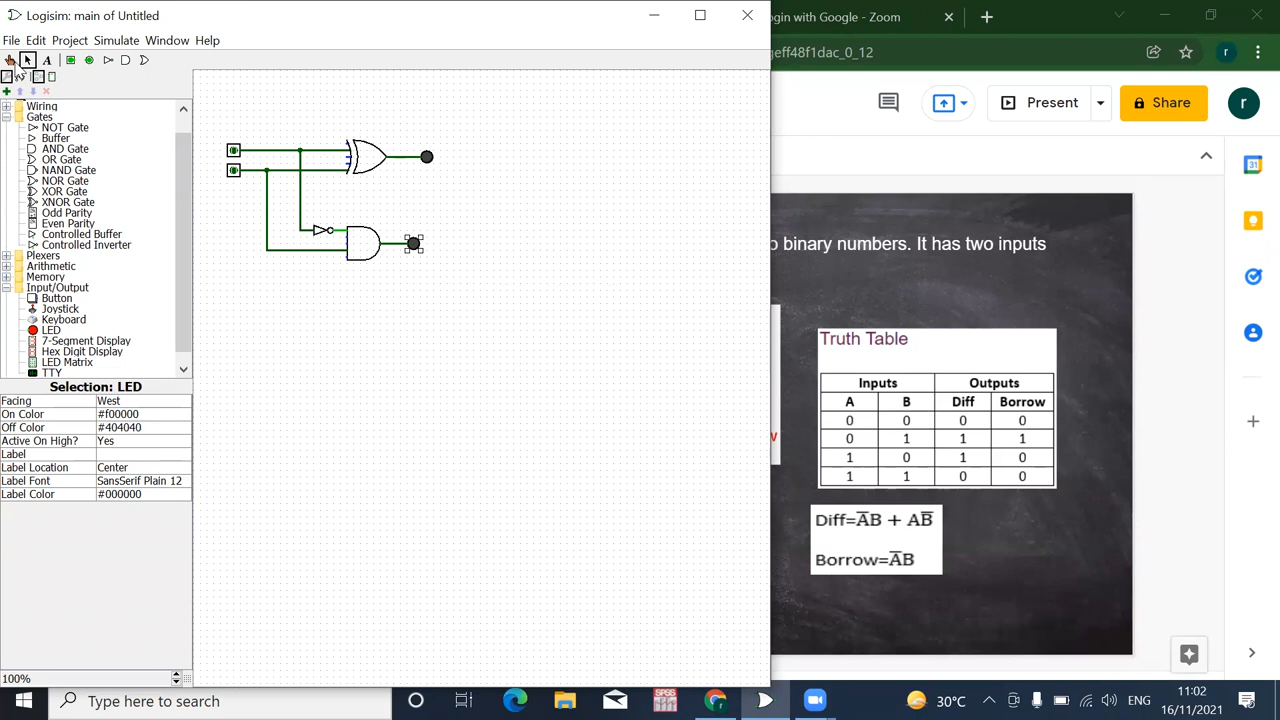 Logisim: main of Untitled
File Edit Project Simulate Window Help
A
Wiring
Gates
NOT Gate
Buffer
AND Gate
OR Gate
NAND Gate
NOR Gate
XOR Gate
XNOR Gate
Odd Parity
Even Parity
Controlled Buffer
Controlled Inverter
Plexers
Arithmetic
Memory
Input/Output
Button
Joystick
Keyboard
LED
7-Segment Display
Hex Digit Display
LED Matrix
TTY
Selection: LED
Facing West
On Color #f00000
Off Color #404040
Active On High? Yes
Label
Label Location Center
Label Font SansSerif Plain 12
Label Color #000000
100%
ogin with Google - Zoom
geff48f1dac_0_12
r
Present
Share
r
31
o binary numbers. It has two inputs
Truth Table
Inputs Outputs
A B Diff Borrow
0 0 0 0
0 1 1 1
1 0 1 0
1 1 0 0
Diff=A̅B + AB̅
Borrow=A̅B
Type here to search
SPSS
30°C
ENG
11:02
16/11/2021